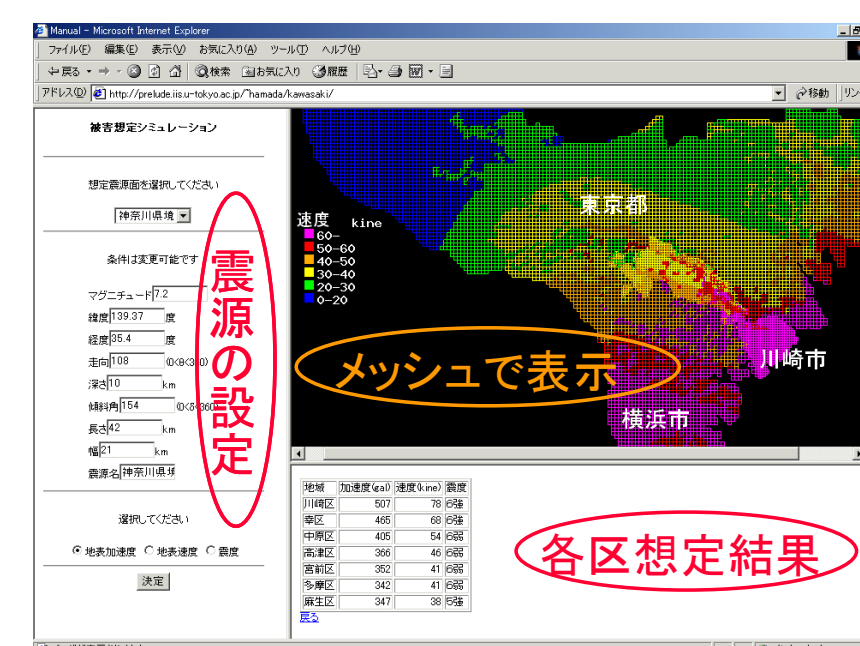 Manual - Microsoft Internet Explorer
ファイル(F) 編集(E) 表示(V) お気に入り(A) ツール(T) ヘルプ(H)
戻る 検索 お気に入り 履歴
アドレス(D) http://prelude.iis.u-tokyo.ac.jp/~hamada/kawasaki/ 移動 リン
被害想定シミュレーション
想定震源面を選択してください
神奈川県境
条件は変更可能です
マグニチュード 7.2
緯度 139.37 度
経度 35.4 度
走向 108 (0<θ<360)
深さ 10 km
傾斜角 154 (0<δ<360)
長さ 42 km
幅 21 km
震源名 神奈川県境
選択してください
地表加速度 地表速度 震度
決定
震源の設定
速度 kine
60-
50-60
40-50
30-40
20-30
0-20
東京都
川崎市
横浜市
メッシュで表示
地域 加速度(gal) 速度(kine) 震度
川崎区 507 78 6強
幸区 465 68 6強
中原区 405 54 6弱
高津区 366 46 6弱
宮前区 352 41 6弱
多摩区 342 41 6弱
麻生区 347 38 5強
戻る
各区想定結果